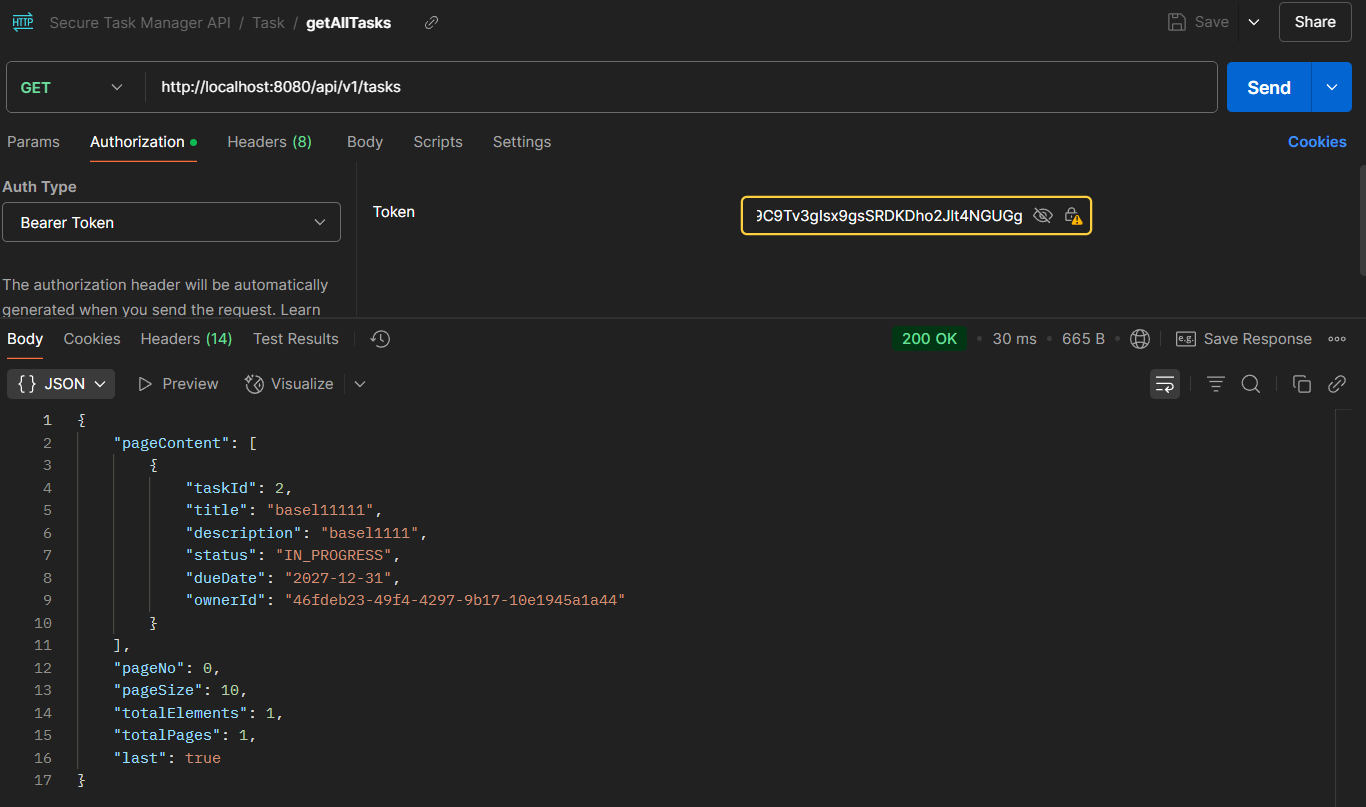 HTTP Secure Task Manager API / Task / getAllTasks Save Share
GET http://localhost:8080/api/v1/tasks Send
Params Authorization Headers (8) Body Scripts Settings Cookies
Auth Type
Bearer Token
Token
The authorization header will be automatically
generated when you send the request. Learn
Body Cookies Headers (14) Test Results 200 OK • 30 ms • 665 B e.g. Save Response
{} JSON Preview Visualize
1 {
2 "pageContent": [
3 {
4 "taskId": 2,
5 "title": "basel11111",
6 "description": "basel1111",
7 "status": "IN_PROGRESS",
8 "dueDate": "2027-12-31",
9 "ownerId": "46fdeb23-49f4-4297-9b17-10e1945a1a44"
10 }
11 ],
12 "pageNo": 0,
13 "pageSize": 10,
14 "totalElements": 1,
15 "totalPages": 1,
16 "last": true
17 }